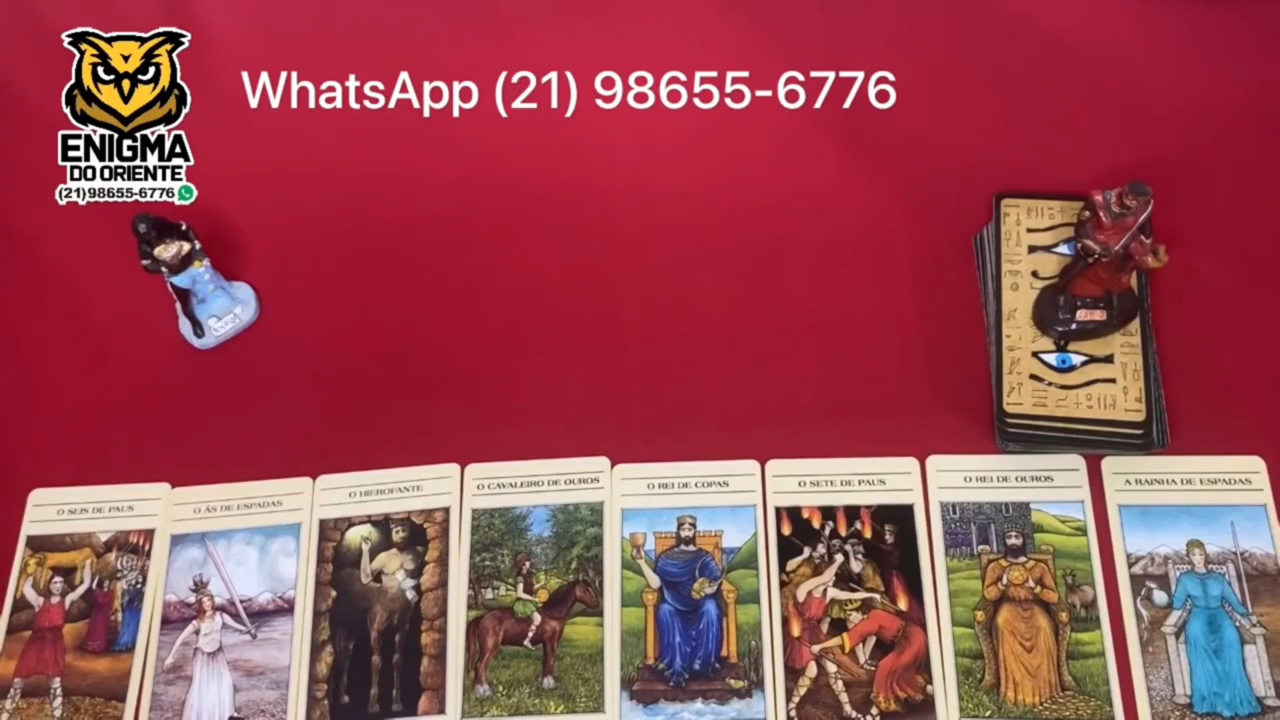 WhatsApp (21) 98655-6776
ENIGMA
DO ORIENTE
(21)98655-6776
O SEIS DE PAUS
O ÁS DE ESPADAS
O HIEROFANTE
O CAVALEIRO DE OUROS
O REI DE COPAS
O SETE DE PAUS
O REI DE OUROS
A RAINHA DE ESPADAS